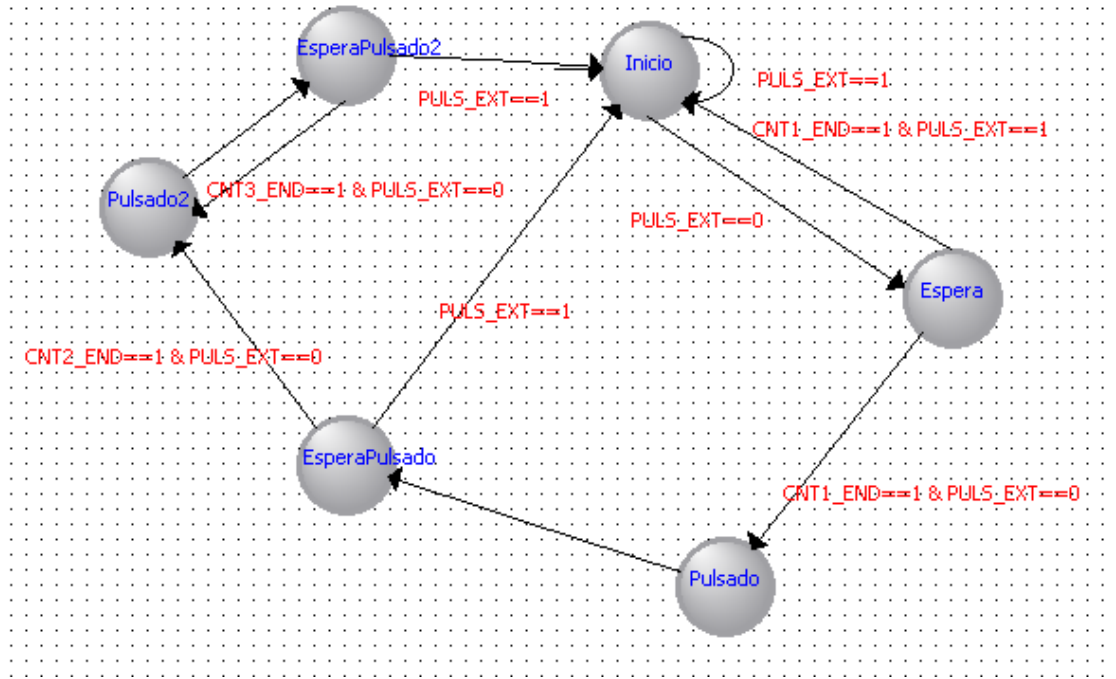 EsperaPulsado2
Inicio
PULS_EXT==1
PULS_EXT==1
CNT1_END==1 & PULS_EXT==1
Pulsado2
CNT3_END==1 & PULS_EXT==0
PULS_EXT==0
Espera
PULS_EXT==1
CNT2_END==1 & PULS_EXT==0
EsperaPulsado
CNT1_END==1 & PULS_EXT==0
Pulsado